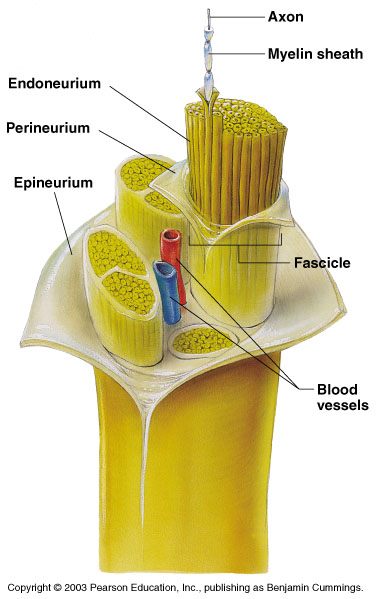 Axon
Myelin sheath
Endoneurium
Perineurium
Epineurium
Fascicle
Blood
vessels
Copyright © 2003 Pearson Education, Inc., publishing as Benjamin Cummings.